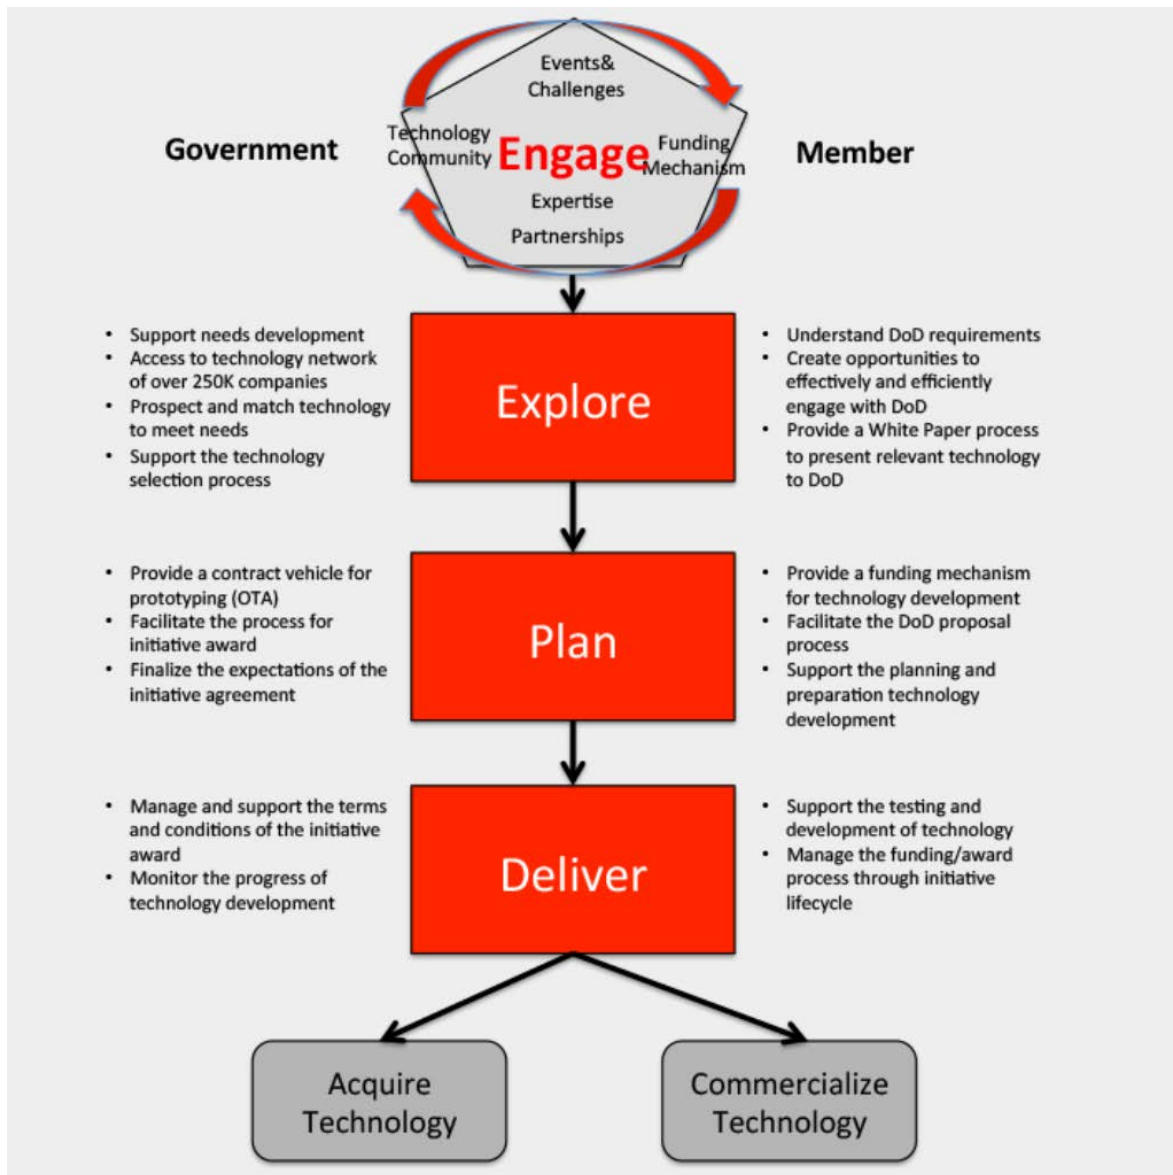 Events&
Challenges
Government
Technology
Community
Engage
Funding
Mechanism
Member
Expertise
Partnerships
• Support needs development
• Access to technology network
of over 250K companies
• Prospect and match technology
to meet needs
• Support the technology
selection process
Explore
• Understand DoD requirements
• Create opportunities to
effectively and efficiently
engage with DoD
• Provide a White Paper process
to present relevant technology
to DoD
• Provide a contract vehicle for
prototyping (OTA)
• Facilitate the process for
initiative award
• Finalize the expectations of the
initiative agreement
Plan
• Provide a funding mechanism
for technology development
• Facilitate the DoD proposal
process
• Support the planning and
preparation technology
development
• Manage and support the terms
and conditions of the initiative
award
• Monitor the progress of
technology development
Deliver
• Support the testing and
development of technology
• Manage the funding/award
process through initiative
lifecycle
Acquire
Technology
Commercialize
Technology